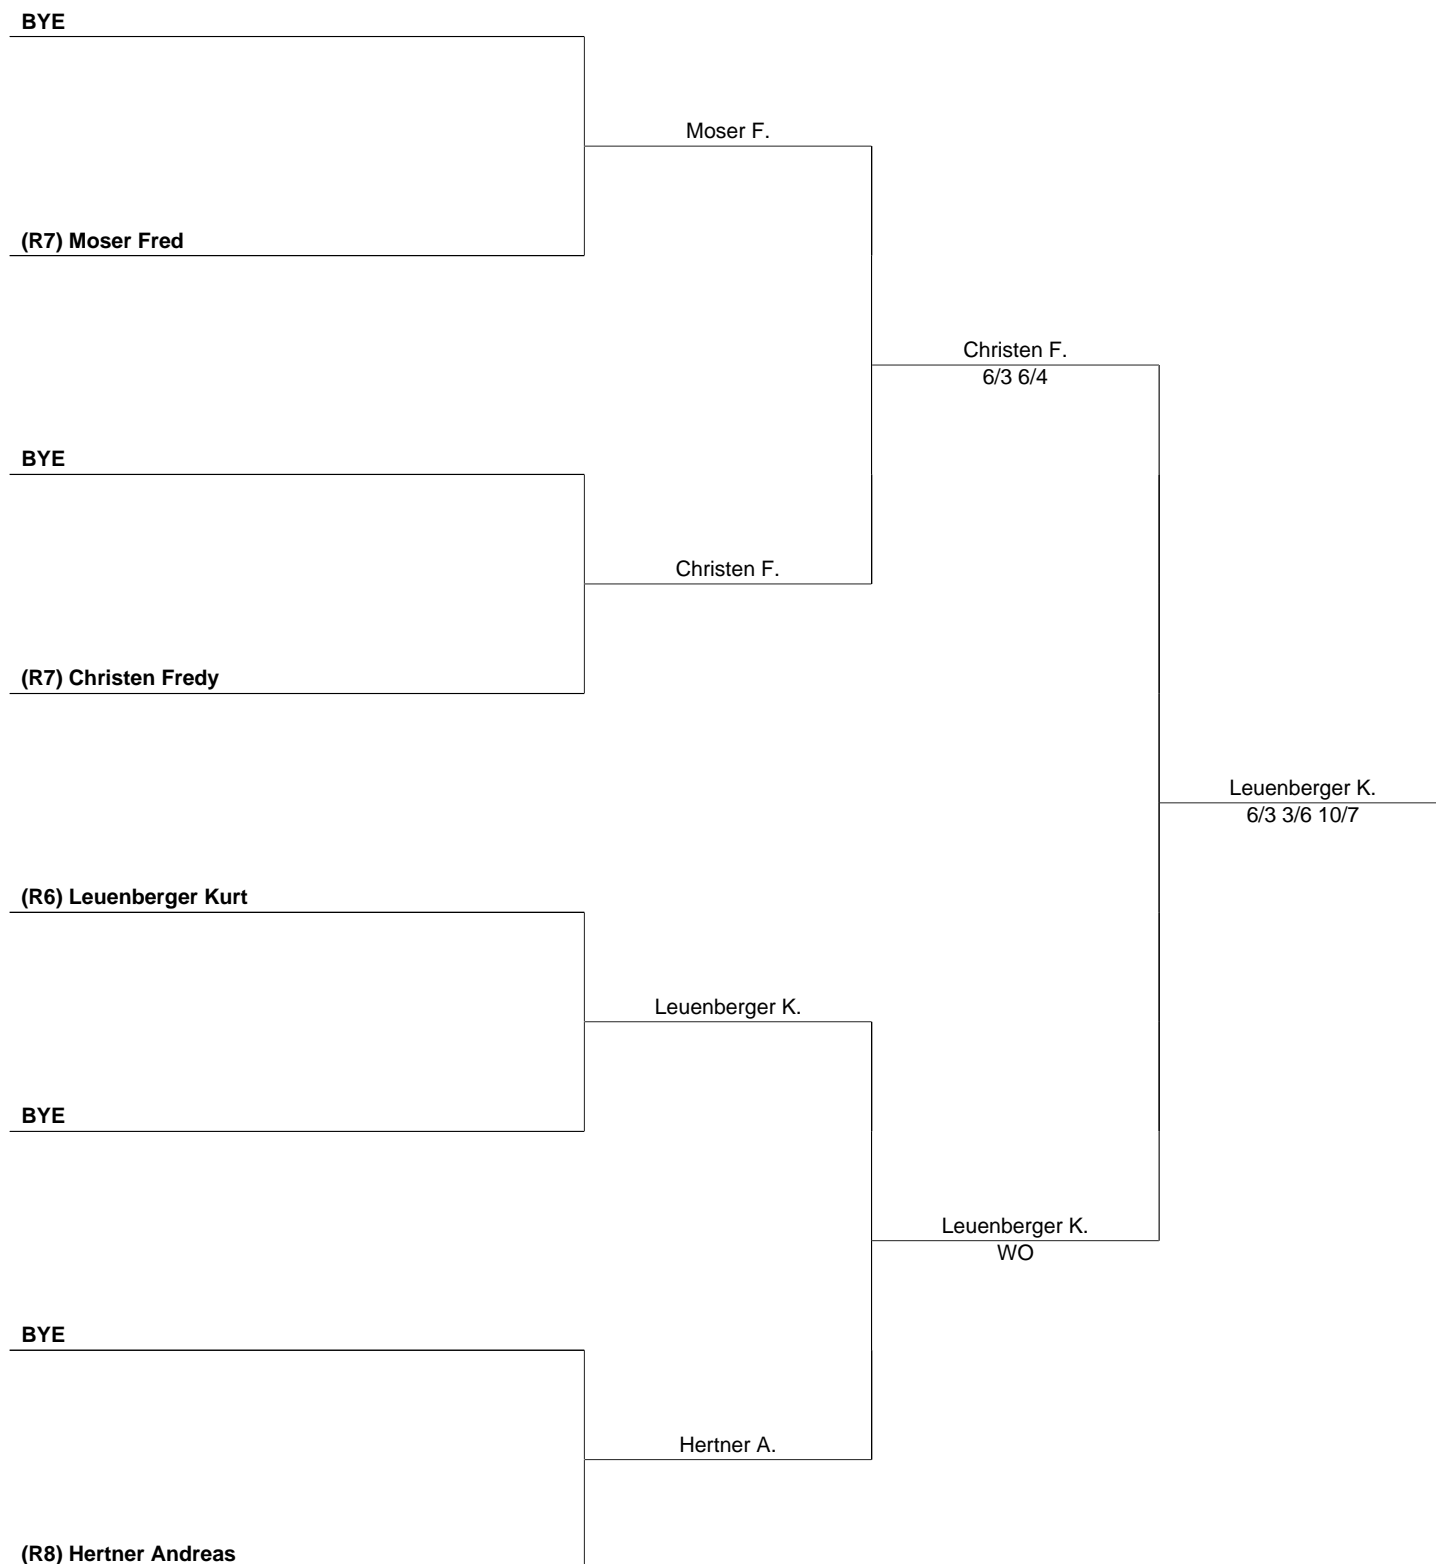 BYE
Moser F.
(R7) Moser Fred
Christen F.
6/3 6/4
BYE
Christen F.
(R7) Christen Fredy
Leuenberger K.
6/3 3/6 10/7
(R6) Leuenberger Kurt
Leuenberger K.
BYE
Leuenberger K.
WO
BYE
Hertner A.
(R8) Hertner Andreas